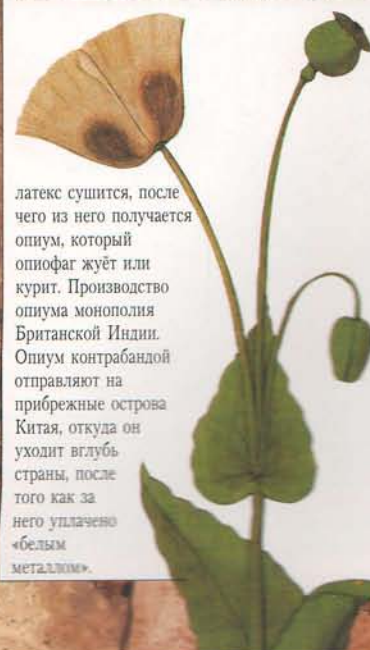 латекс сушится, после
чего из него получается
опиум, который
опиофаг жуёт или
курит. Производство
опиума монополия
Британской Индии.
Опиум контрабандой
отправляют на
прибрежные острова
Китая, откуда он
уходит вглубь
страны, после
того как за
него уплачено
«белым
металлом».